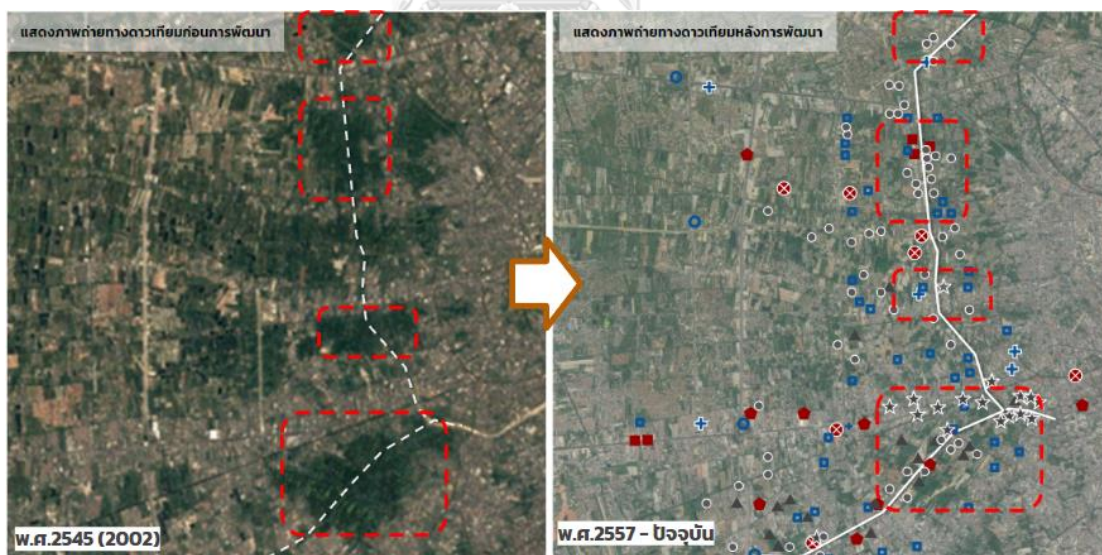 แสดงภาพถ่ายทางดาวเทียมก่อนการพัฒนา
แสดงภาพถ่ายทางดาวเทียมหลังการพัฒนา
พ.ศ.2545 (2002)
พ.ศ.2557 - ปัจจุบัน